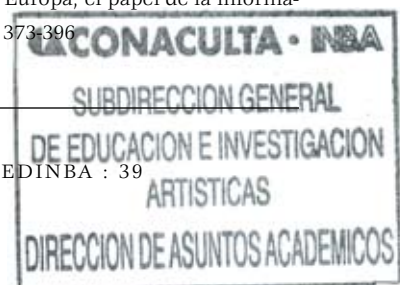 Europa, el papel de la informa-
373-396
CONACULTA • INBA
SUBDIRECCION GENERAL
DE EDUCACION E INVESTIGACION
EDINBA : 39
ARTISTICAS
DIRECCION DE ASUNTOS ACADEMICOS